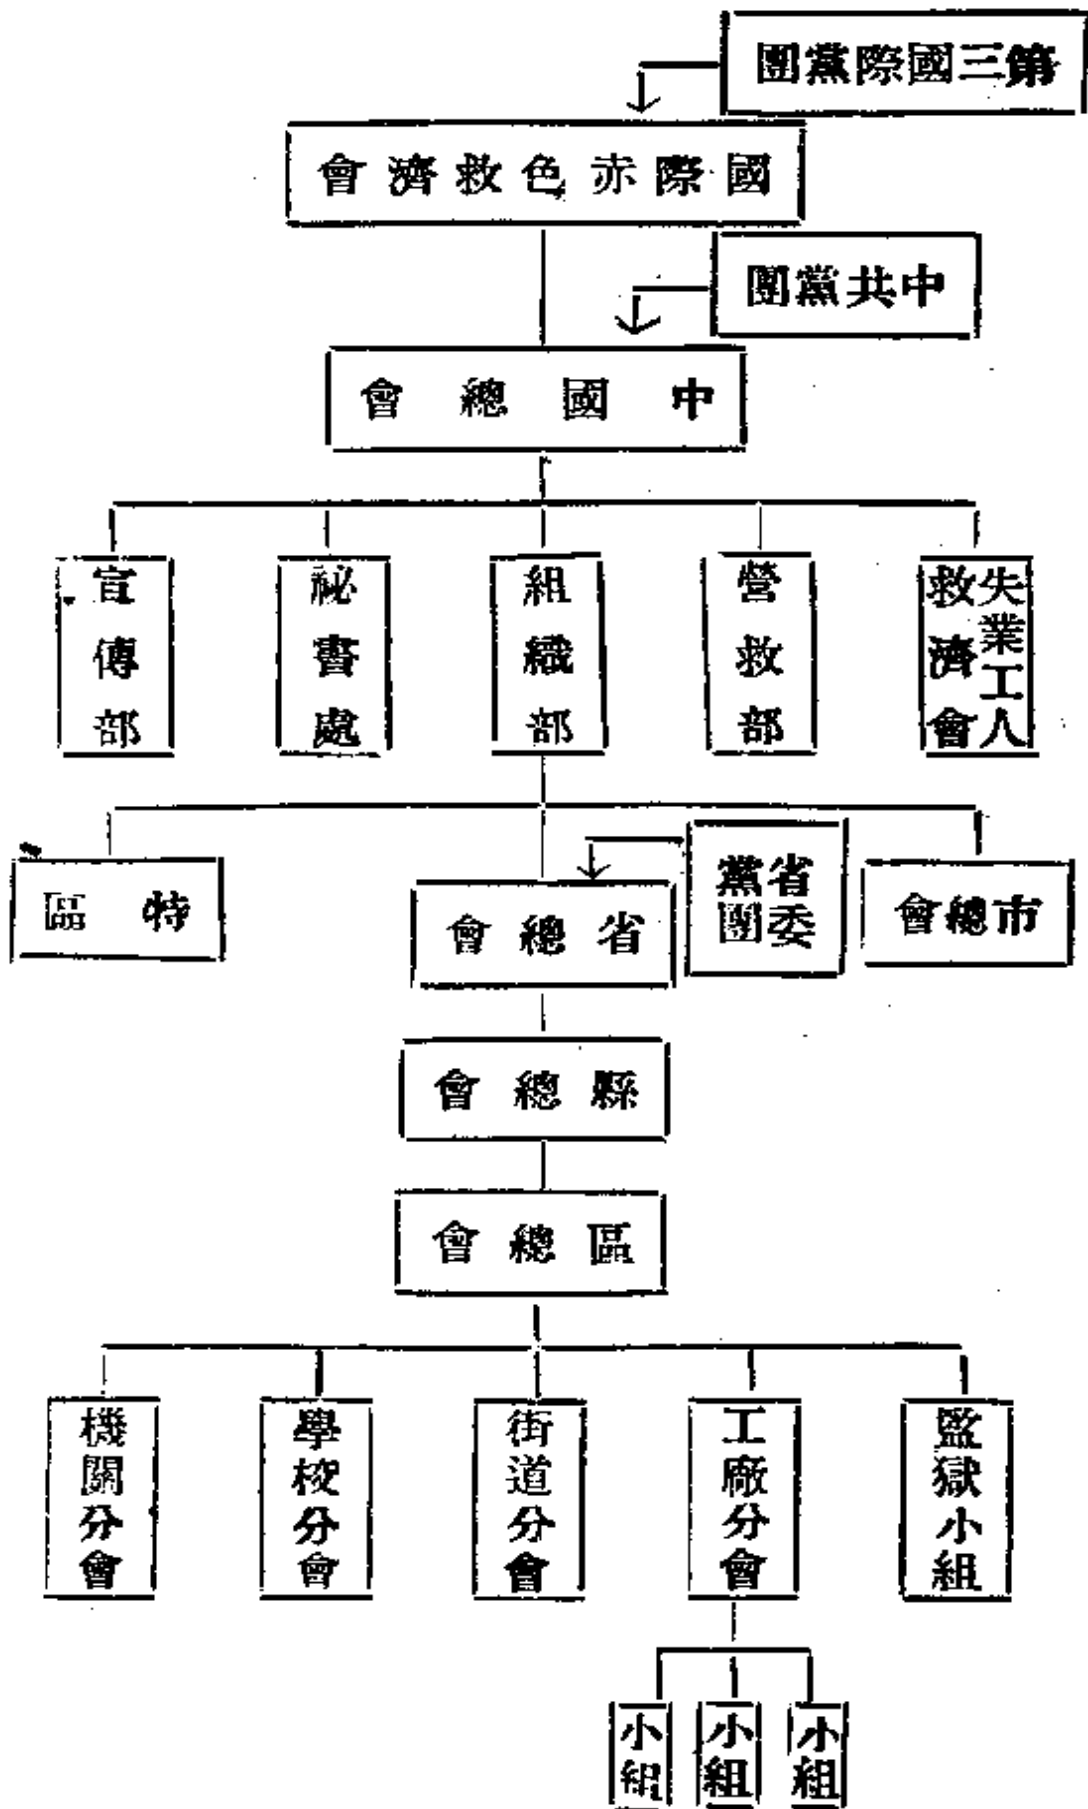 第三國際黨團
國際赤色救濟會
中共黨團
中國總會
失業工人
救濟會
營救部
組織部
祕書處
宣傳部
市總會
省委
黨團
省總會
特區
縣總會
區總會
監獄小組
工廠分會
街道分會
學校分會
機關分會
小組
小組
小組